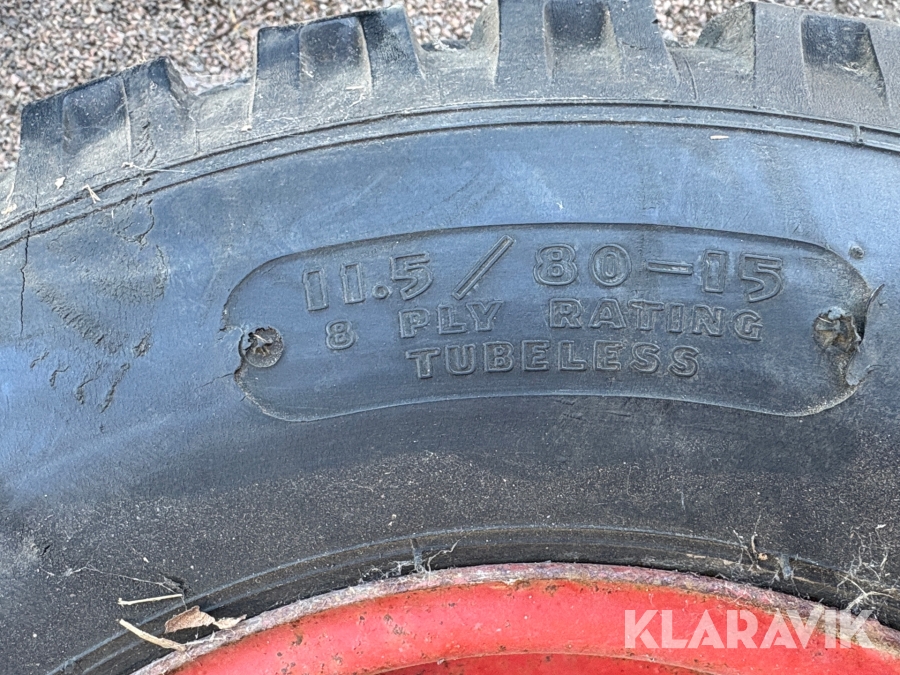 11.5/80-15
8 PLY RATING
TUBELESS
KLARAVIK